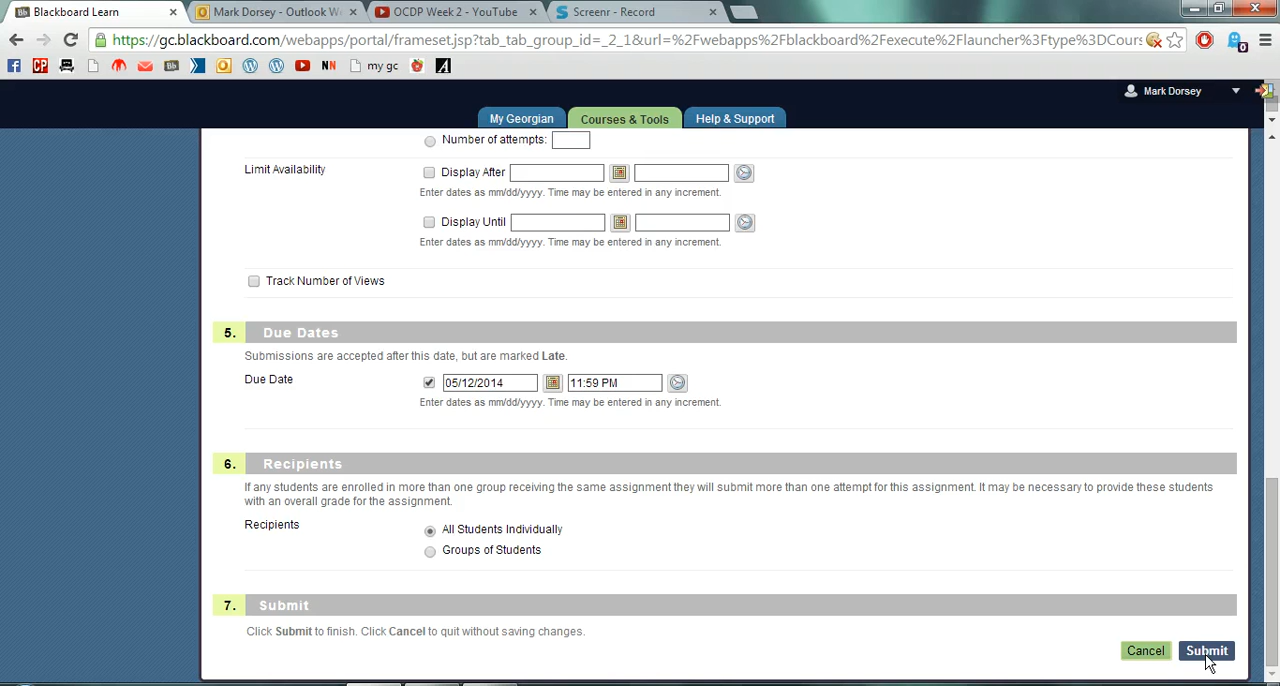 Blackboard Learn
Mark Dorsey - Outlook W
OCDP Week 2 - YouTube
Screenr - Record
https://gc.blackboard.com/webapps/portal/frameset.jsp?tab_tab_group_id=_2_1&url=%2Fwebapps%2Fblackboard%2Fexecute%2Flauncher%3Ftype%3DCours
0
CP
Bb
NN
my gc
A
Mark Dorsey
My Georgian
Courses & Tools
Help & Support
Number of attempts:
Limit Availability
Display After
Enter dates as mm/dd/yyyy. Time may be entered in any increment.
Display Until
Enter dates as mm/dd/yyyy. Time may be entered in any increment.
Track Number of Views
5. Due Dates
Submissions are accepted after this date, but are marked Late.
Due Date
05/12/2014
11:59 PM
Enter dates as mm/dd/yyyy. Time may be entered in any increment.
6. Recipients
If any students are enrolled in more than one group receiving the same assignment they will submit more than one attempt for this assignment. It may be necessary to provide these students
with an overall grade for the assignment.
Recipients
All Students Individually
Groups of Students
7. Submit
Click Submit to finish. Click Cancel to quit without saving changes.
Cancel
Submit